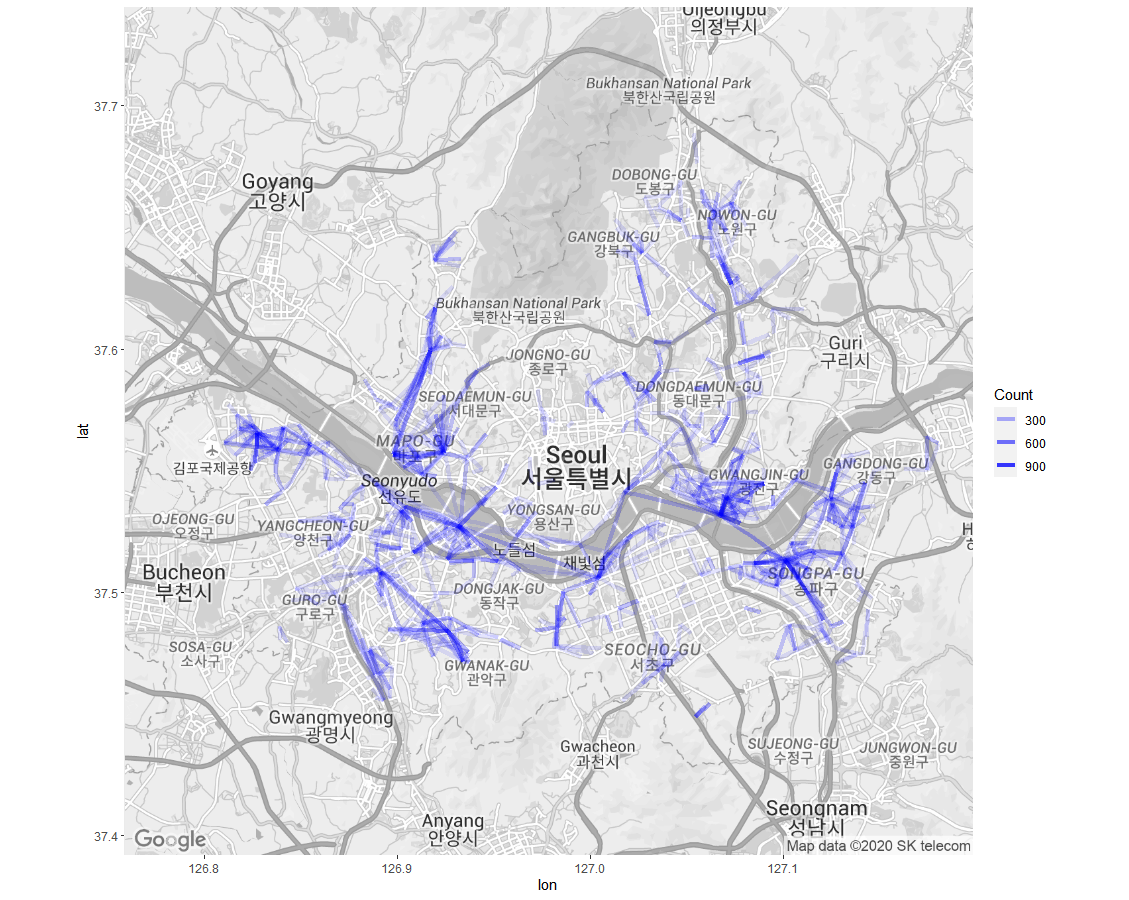 Uijeongbu
의정부시
37.7
Bukhansan National Park
북한산국립공원
DOBONG-GU
도봉구
Goyang
고양시
NOWON-GU
노원구
GANGBUK-GU
강북구
Bukhansan National Park
북한산국립공원
37.6
Guri
구리시
JONGNO-GU
종로구
DONGDAEMUN-GU
동대문구
SEODAEMUN-GU
서대문구
Count
300
600
900
lat
MAPO-GU
마포구
Seoul
서울특별시
김포국제공항
GWANGJIN-GU
광진구
GANGDONG-GU
강동구
Seonyudo
선유도
YONGSAN-GU
용산구
OJEONG-GU
오정구
YANGCHEON-GU
양천구
노들섬
채빛섬
H
Bucheon
부천시
SONGPA-GU
송파구
37.5
DONGJAK-GU
동작구
GURO-GU
구로구
SOSA-GU
소사구
SEOCHO-GU
서초구
GWANAK-GU
관악구
Gwangmyeong
광명시
Gwacheon
과천시
SUJEONG-GU
수정구
JUNGWON-GU
중원구
Anyang
안양시
Seongnam
성남시
37.4
Google
Map data ©2020 SK telecom
126.8
126.9
127.0
127.1
lon